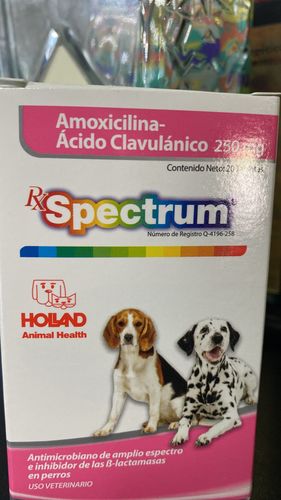 Amoxicilina-
Ácido Clavulánico 250 mg
Contenido Neto: 20
Rx Spectrum
Número de Registro Q-4196-258
HOLLAND
Animal Health
Antimicrobiano de amplio espectro
e inhibidor de las ß-lactamasas
en perros
USO VETERINARIO